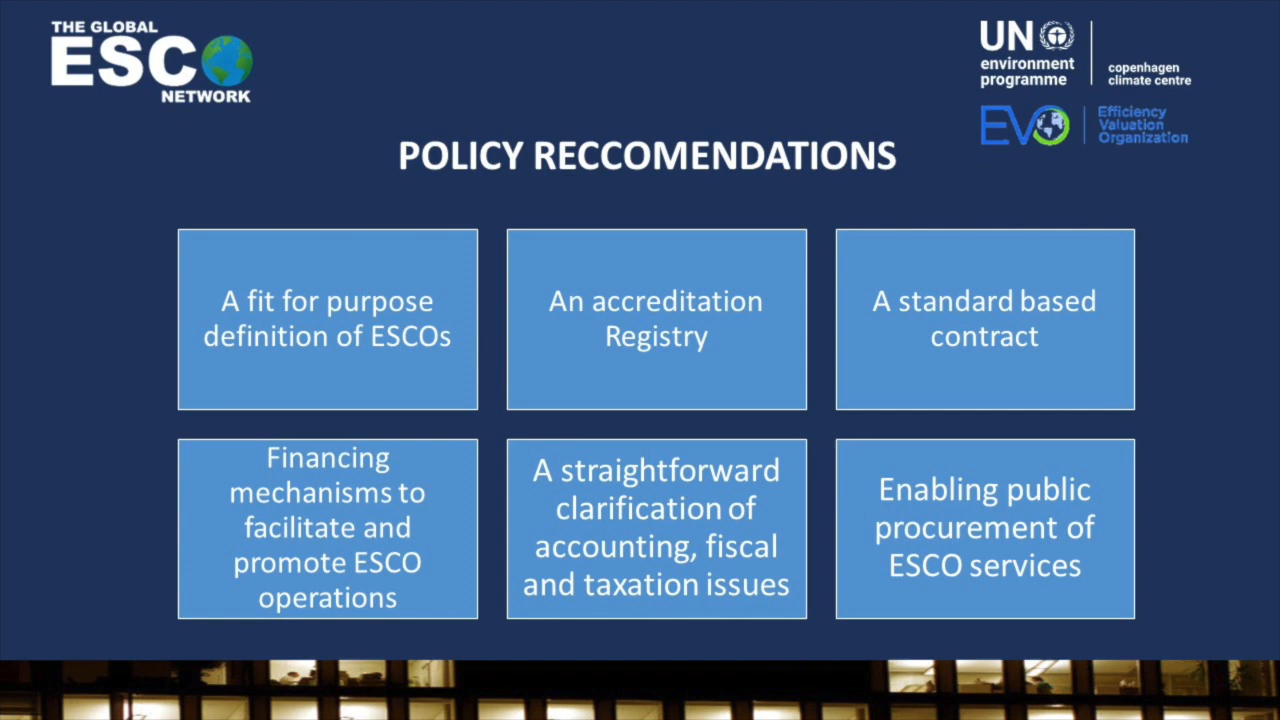 THE GLOBAL
ESCO
NETWORK
UN
environment
programme
copenhagen
climate centre
EVO
Efficiency
Valuation
Organization
POLICY RECCOMENDATIONS
A fit for purpose
definition of ESCOs
An accreditation
Registry
A standard based
contract
Financing
mechanisms to
facilitate and
promote ESCO
operations
A straightforward
clarification of
accounting, fiscal
and taxation issues
Enabling public
procurement of
ESCO services